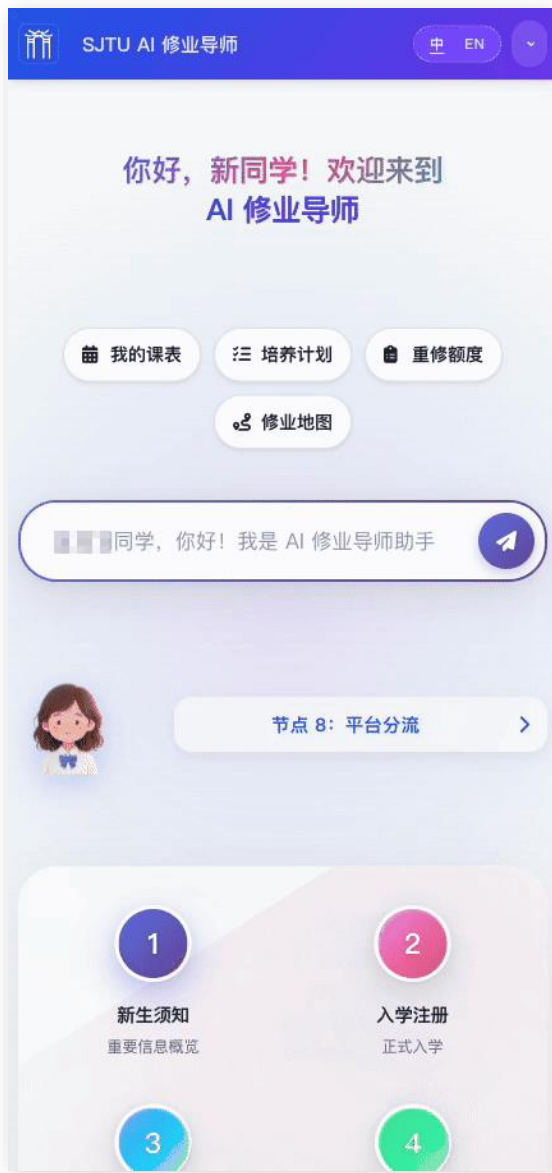 SJTU AI 修业导师
中 EN
你好，新同学！欢迎来到
AI 修业导师
我的课表 培养计划 重修额度
修业地图
同学，你好！我是 AI 修业导师助手
节点 8：平台分流
1 2
新生须知 入学注册
重要信息概览 正式入学
3 4